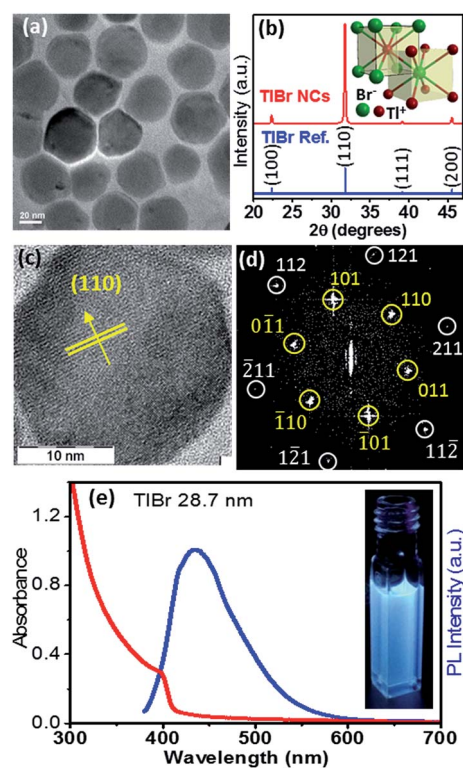 (a)
20 nm
(b)
Intensity (a.u.)
TlBr NCs
TlBr Ref.
Br⁻
Tl⁺
(100)
(110)
(111)
(200)
20 25 30 35 40 45
2θ (degrees)
(c)
(110)
10 nm
(d)
121
112
101
110
01̄1
211
2̄11
011
1̄10
1̄01
112̄
12̄1
(e) TlBr 28.7 nm
Absorbance
1.2
0.8
0.4
0.0
300 400 500 600 700
Wavelength (nm)
PL Intensity (a.u.)